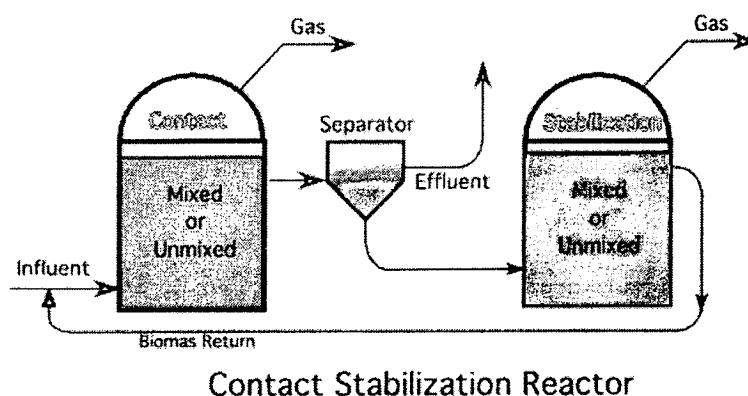 Gas
Gas
Contact
Separator
Stabilization
Mixed
or
Unmixed
Effluent
Mixed
or
Unmixed
Influent
Biomas Return
Contact Stabilization Reactor